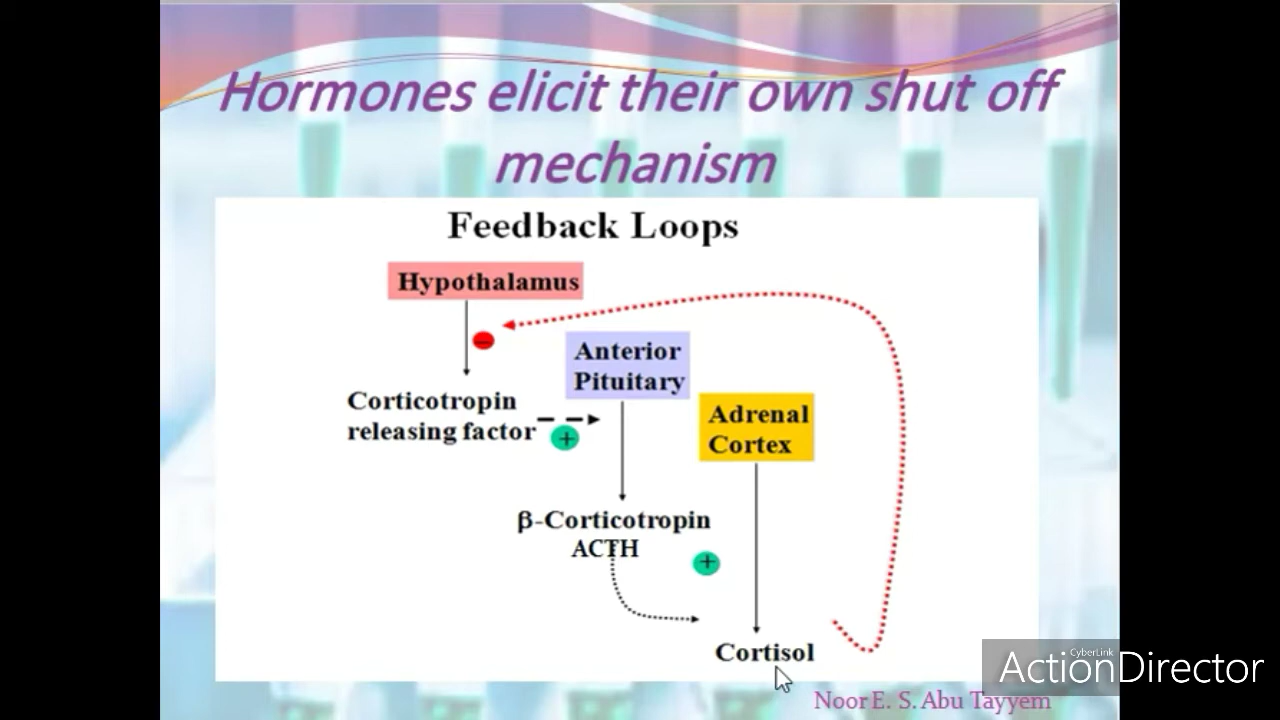 Hormones elicit their own shut off
mechanism
Feedback Loops
Hypothalamus
–
Anterior
Pituitary
Corticotropin
releasing factor
+
Adrenal
Cortex
β-Corticotropin
ACTH
+
Cortisol
CyberLink
ActionDirector
Noor E. S. Abu Tayyem